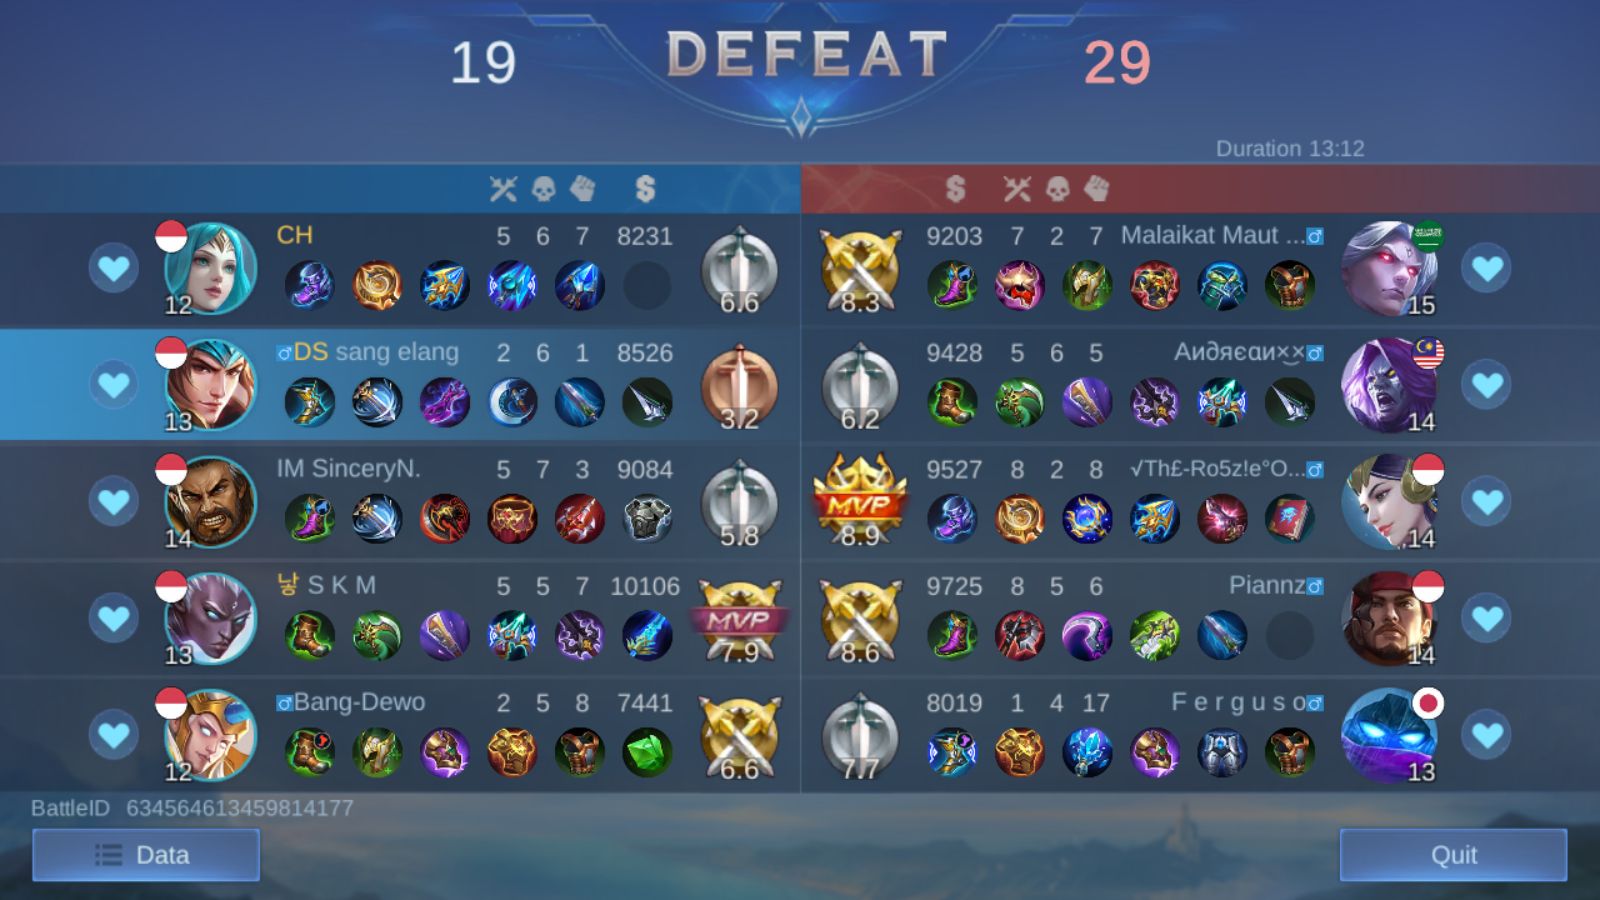 19 DEFEAT 29
Duration 13:12
CH 5 6 7 8231
12 6.6
8.3 9203 7 2 7 Malaikat Maut ...
15
DS sang elang 2 6 1 8526
13 3.2
6.2 9428 5 6 5 Aи∂яєαи×͜×
14
IM SinceryN. 5 7 3 9084
14 5.8
MVP 8.9 9527 8 2 8 √Th£-Ro5z!e°O...
14
낳 S K M 5 5 7 10106
13 MVP 7.9
8.6 9725 8 5 6 Piannz
14
Bang-Dewo 2 5 8 7441
12 6.6
7.7 8019 1 4 17 F e r g u s o
13
BattleID 634564613459814177
Data Quit